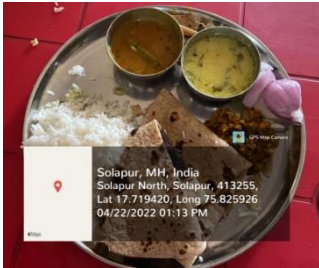 GPS Map Camera
Solapur, MH, India
Solapur North, Solapur, 413255,
Lat 17.719420, Long 75.825926
04/22/2022 01:13 PM
Maps